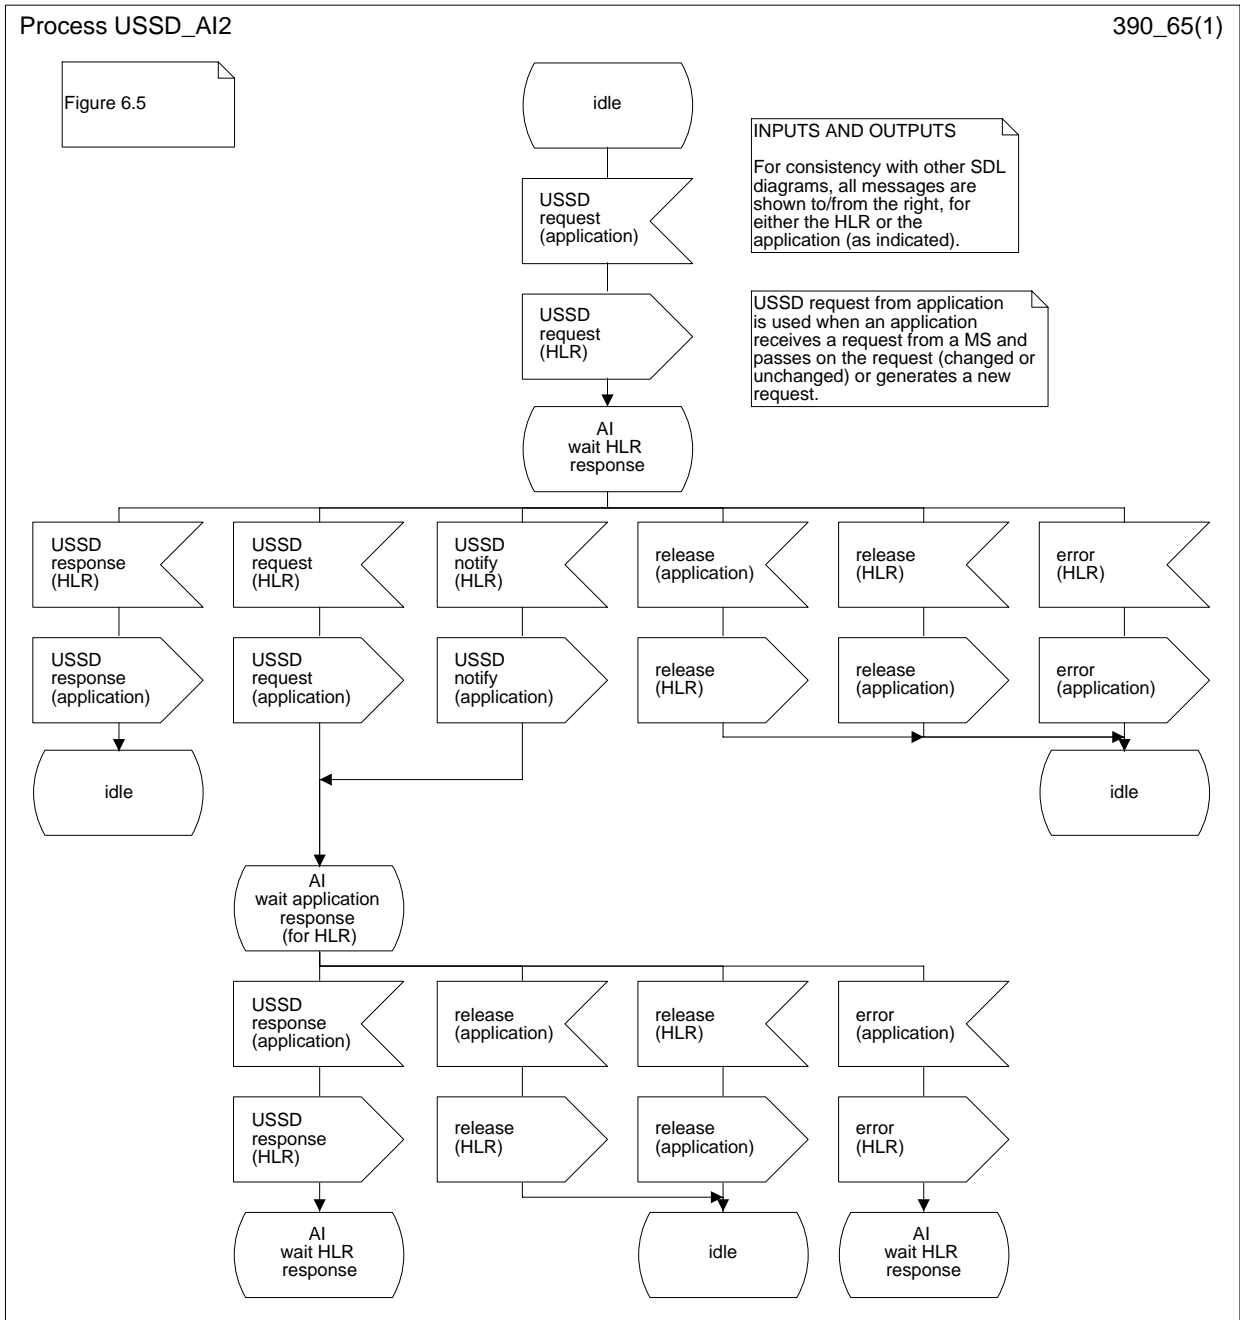 Process USSD_AI2
390_65(1)
Figure 6.5
idle
INPUTS AND OUTPUTS
For consistency with other SDL
diagrams, all messages are
shown to/from the right, for
either the HLR or the
application (as indicated).
USSD
request
(application)
USSD
request
(HLR)
USSD request from application
is used when an application
receives a request from a MS and
passes on the request (changed or
unchanged) or generates a new
request.
AI
wait HLR
response
USSD
response
(HLR)
USSD
request
(HLR)
USSD
notify
(HLR)
release
(application)
release
(HLR)
error
(HLR)
USSD
response
(application)
USSD
request
(application)
USSD
notify
(application)
release
(HLR)
release
(application)
error
(application)
idle
idle
AI
wait application
response
(for HLR)
USSD
response
(application)
release
(application)
release
(HLR)
error
(application)
USSD
response
(HLR)
release
(HLR)
release
(application)
error
(HLR)
AI
wait HLR
response
idle
AI
wait HLR
response